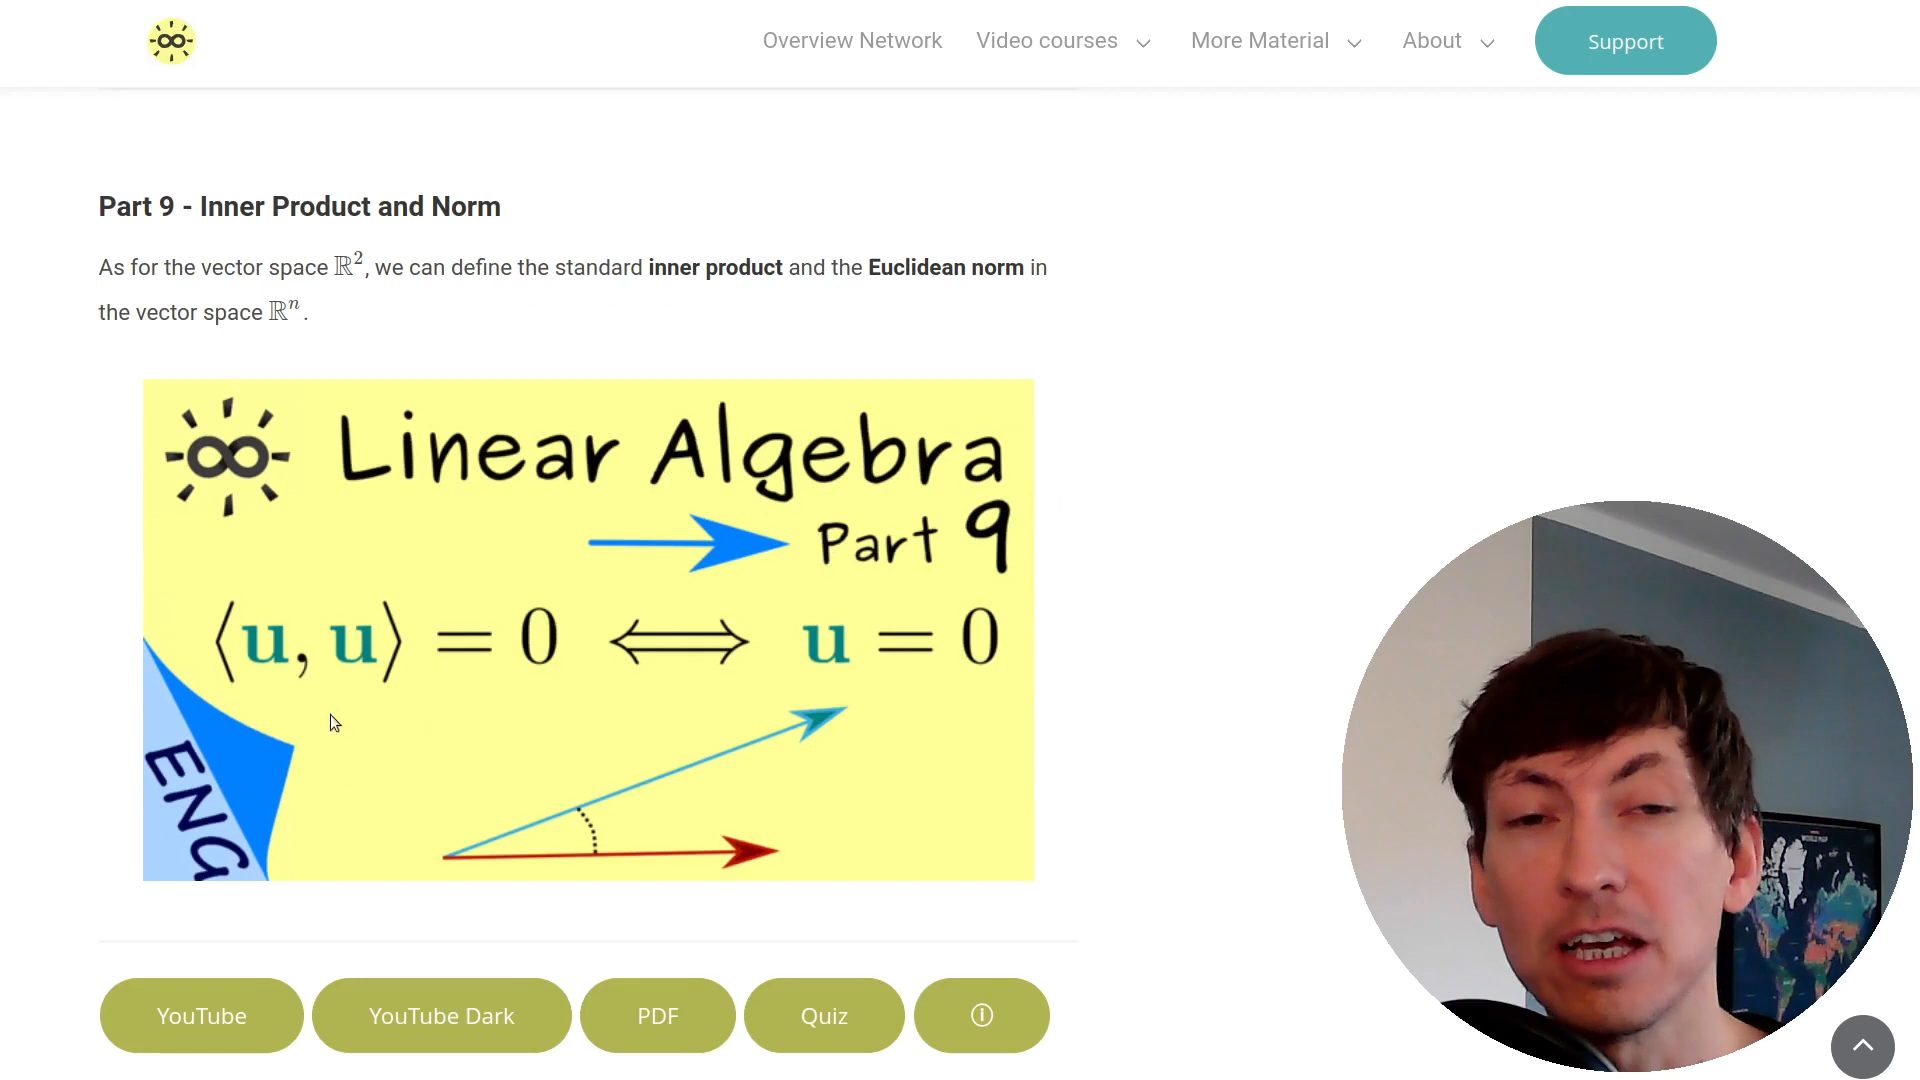 Overview Network Video courses More Material About Support
Part 9 - Inner Product and Norm
As for the vector space ℝ², we can define the standard inner product and the Euclidean norm in
the vector space ℝⁿ.
Linear Algebra
Part 9
⟨u, u⟩ = 0 ⟺ u = 0
ENG
YouTube YouTube Dark PDF Quiz
WORLD MAP